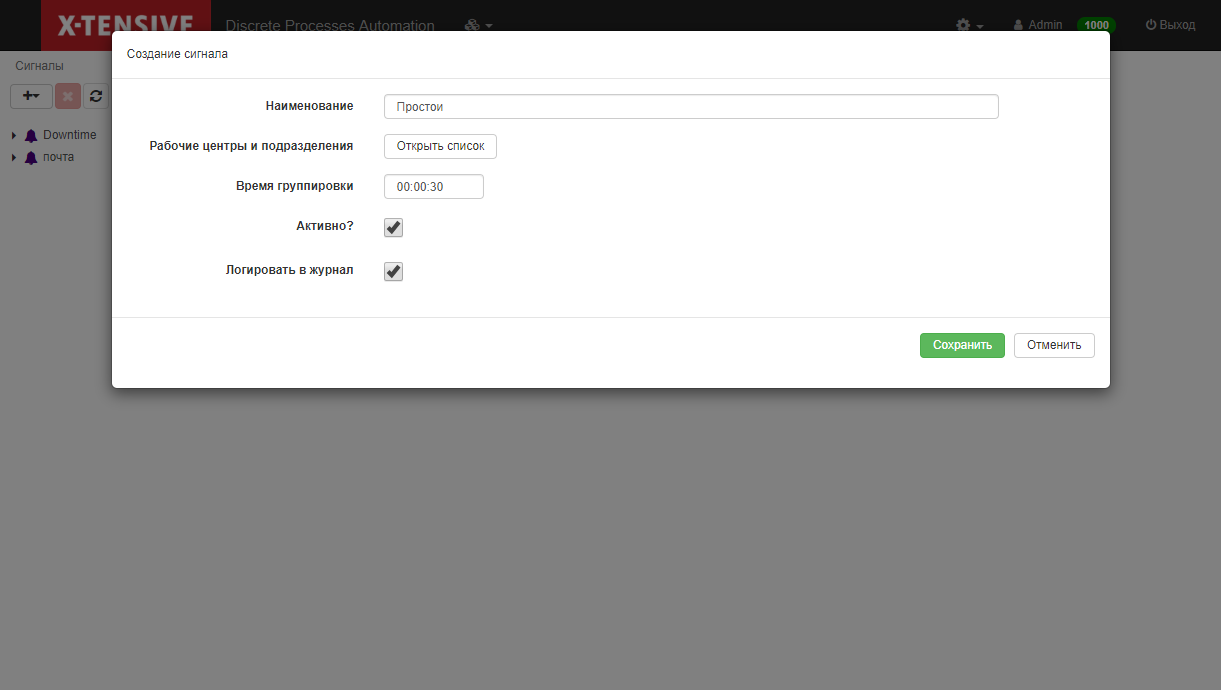 X-TENSIVE Discrete Processes Automation Admin 1000 Выход
Сигналы
Downtime
почта
Создание сигнала
Наименование Простои
Рабочие центры и подразделения Открыть список
Время группировки 00:00:30
Активно?
Логировать в журнал
Сохранить Отменить